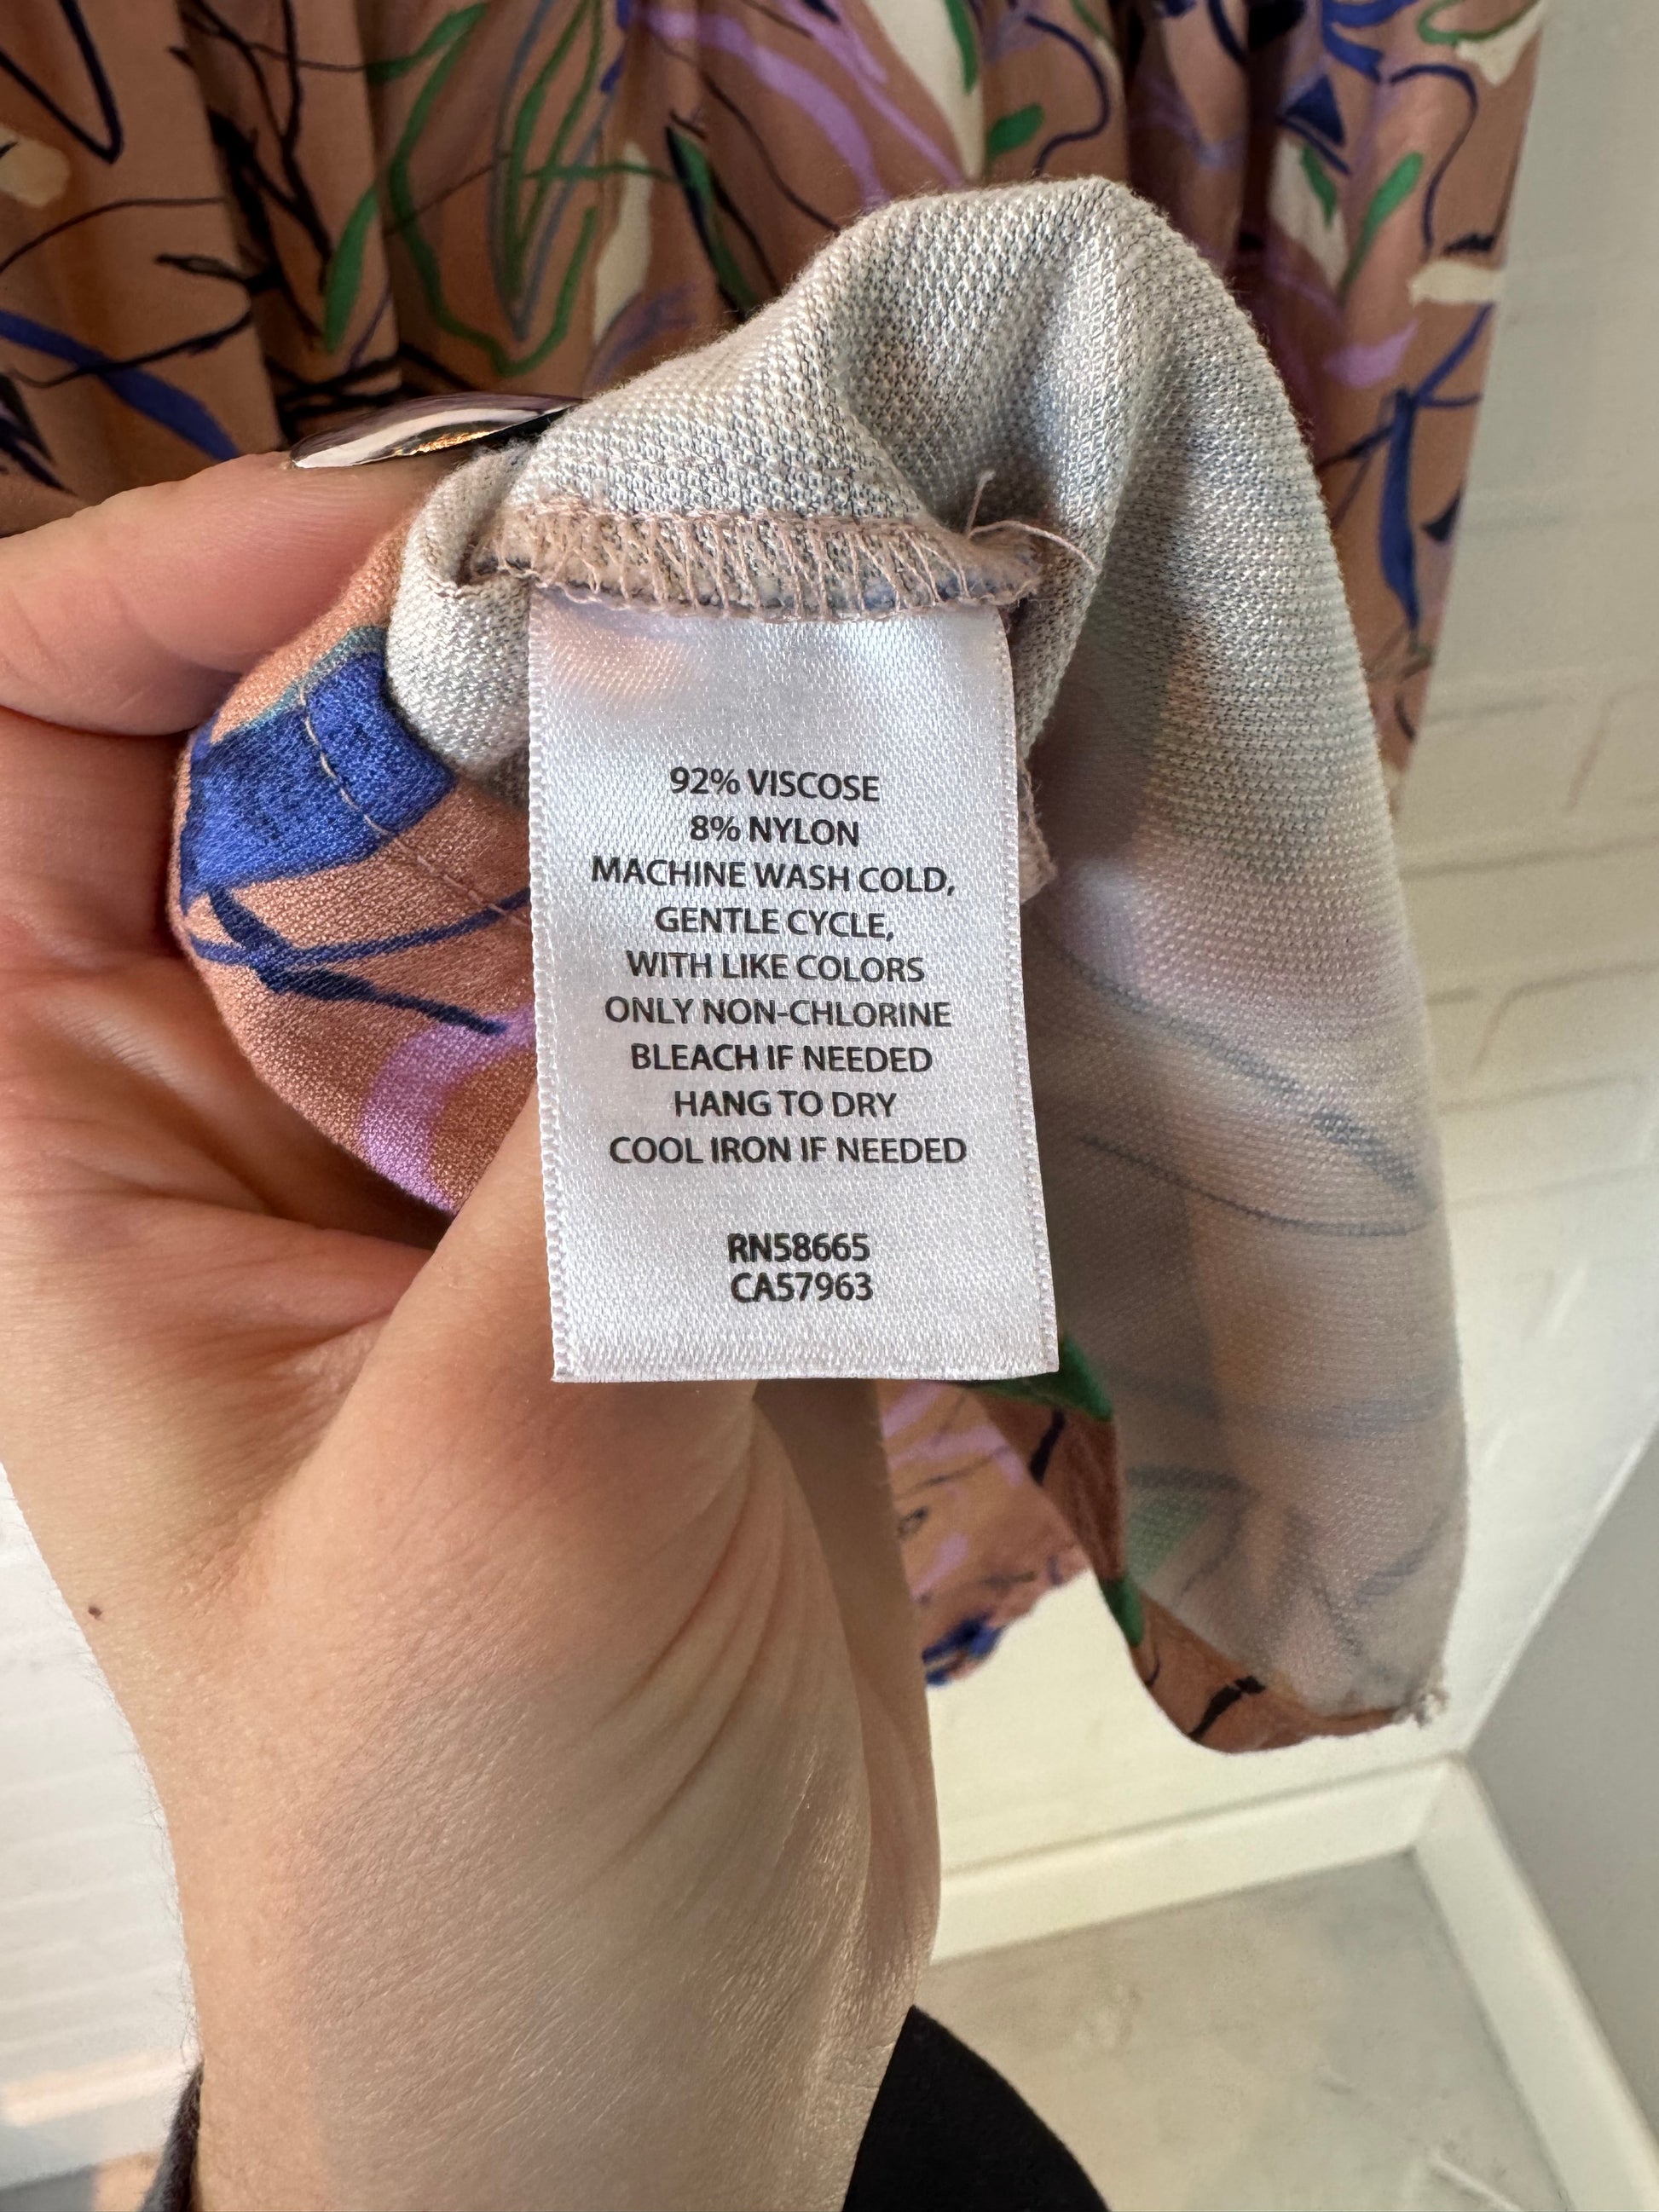 92% VISCOSE
8% NYLON
MACHINE WASH COLD,
GENTLE CYCLE,
WITH LIKE COLORS
ONLY NON-CHLORINE
BLEACH IF NEEDED
HANG TO DRY
COOL IRON IF NEEDED
RN58665
CA57963